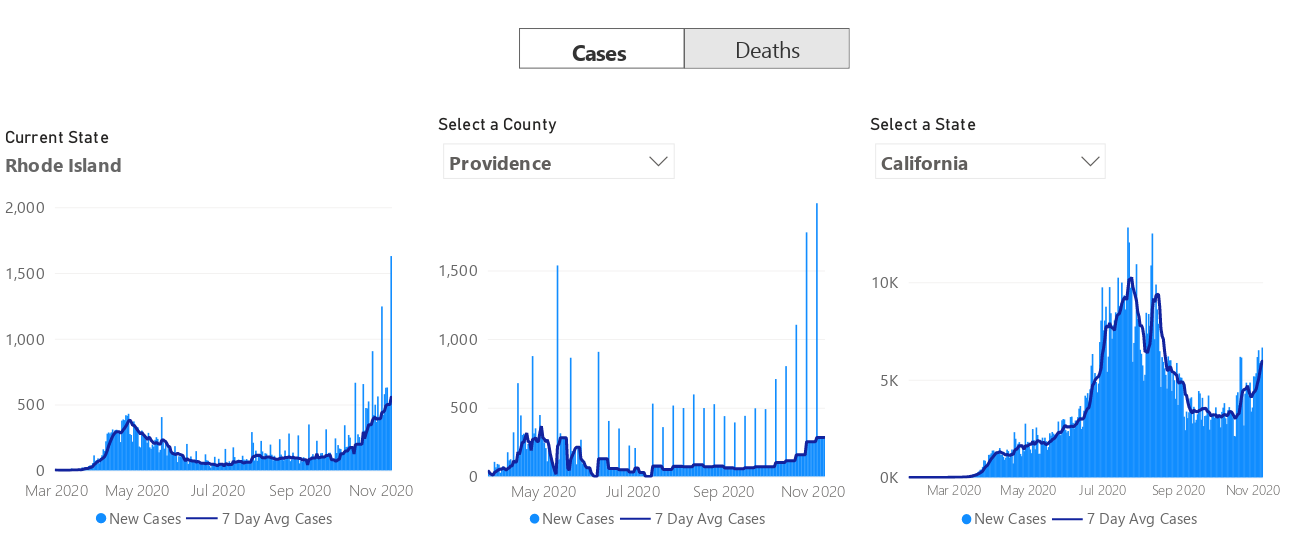 Cases Deaths
Current State
Rhode Island
2,000
1,500
1,000
500
0
Mar 2020 May 2020 Jul 2020 Sep 2020 Nov 2020
New Cases 7 Day Avg Cases
Select a County
Providence
1,500
1,000
500
0
May 2020 Jul 2020 Sep 2020 Nov 2020
New Cases 7 Day Avg Cases
Select a State
California
10K
5K
0K
Mar 2020 May 2020 Jul 2020 Sep 2020 Nov 2020
New Cases 7 Day Avg Cases